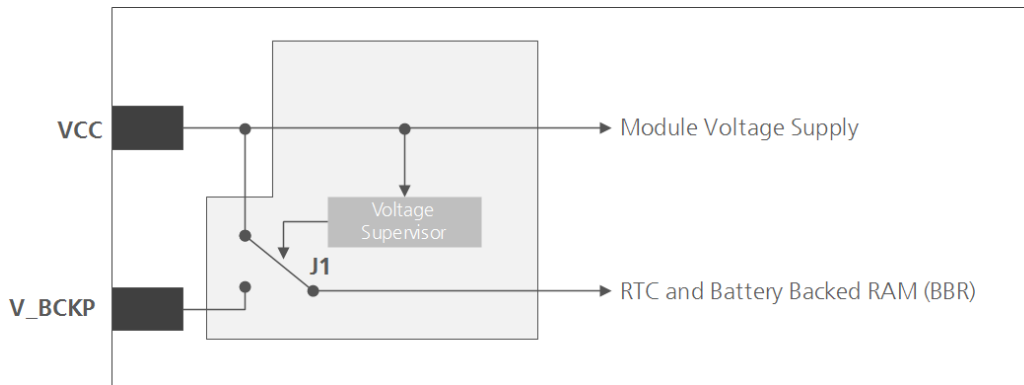 VCC
Module Voltage Supply
Voltage
Supervisor
J1
V_BCKP
RTC and Battery Backed RAM (BBR)